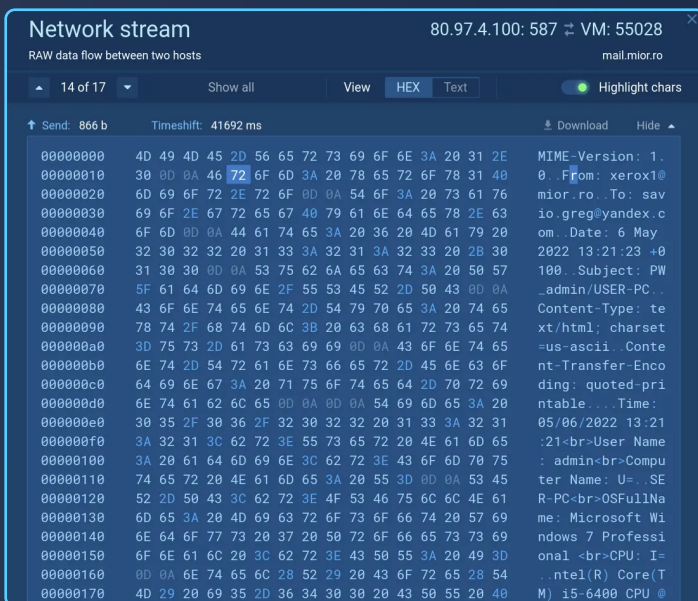 Network stream
80.97.4.100: 587 ⇄ VM: 55028
RAW data flow between two hosts
mail.mior.ro
14 of 17
Show all
View HEX Text
Highlight chars
Send: 866 b Timeshift: 41692 ms
Download Hide
00000000 4D 49 4D 45 2D 56 65 72 73 69 6F 6E 3A 20 31 2E MIME-Version: 1.
00000010 30 0D 0A 46 72 6F 6D 3A 20 78 65 72 6F 78 31 40 0..From: xerox1@
00000020 6D 69 6F 72 2E 72 6F 0D 0A 54 6F 3A 20 73 61 76 mior.ro..To: sav
00000030 69 6F 2E 67 72 65 67 40 79 61 6E 64 65 78 2E 63 io.greg@yandex.c
00000040 6F 6D 0D 0A 44 61 74 65 3A 20 36 20 4D 61 79 20 om..Date: 6 May
00000050 32 30 32 32 20 31 33 3A 32 31 3A 32 33 20 2B 30 2022 13:21:23 +0
00000060 31 30 30 0D 0A 53 75 62 6A 65 63 74 3A 20 50 57 100..Subject: PW
00000070 5F 61 64 6D 69 6E 2F 55 53 45 52 2D 50 43 0D 0A _admin/USER-PC..
00000080 43 6F 6E 74 65 6E 74 2D 54 79 70 65 3A 20 74 65 Content-Type: te
00000090 78 74 2F 68 74 6D 6C 3B 20 63 68 61 72 73 65 74 xt/html; charset
000000a0 3D 75 73 2D 61 73 63 69 69 0D 0A 43 6F 6E 74 65 =us-ascii..Conte
000000b0 6E 74 2D 54 72 61 6E 73 66 65 72 2D 45 6E 63 6F nt-Transfer-Enco
000000c0 64 69 6E 67 3A 20 71 75 6F 74 65 64 2D 70 72 69 ding: quoted-pri
000000d0 6E 74 61 62 6C 65 0D 0A 0D 0A 54 69 6D 65 3A 20 ntable....Time:
000000e0 30 35 2F 30 36 2F 32 30 32 32 20 31 33 3A 32 31 05/06/2022 13:21
000000f0 3A 32 31 3C 62 72 3E 55 73 65 72 20 4E 61 6D 65 :21<br>User Name
00000100 3A 20 61 64 6D 69 6E 3C 62 72 3E 43 6F 6D 70 75 : admin<br>Compu
00000110 74 65 72 20 4E 61 6D 65 3A 20 55 3D 0D 0A 53 45 ter Name: U=..SE
00000120 52 2D 50 43 3C 62 72 3E 4F 53 46 75 6C 6C 4E 61 R-PC<br>OSFullNa
00000130 6D 65 3A 20 4D 69 63 72 6F 73 6F 66 74 20 57 69 me: Microsoft Wi
00000140 6E 64 6F 77 73 20 37 20 50 72 6F 66 65 73 73 69 ndows 7 Professi
00000150 6F 6E 61 6C 20 3C 62 72 3E 43 50 55 3A 20 49 3D onal <br>CPU: I=
00000160 0D 0A 6E 74 65 6C 28 52 29 20 43 6F 72 65 28 54 ..ntel(R) Core(T
00000170 4D 29 20 69 35 2D 36 34 30 30 20 43 50 55 20 40 M) i5-6400 CPU @